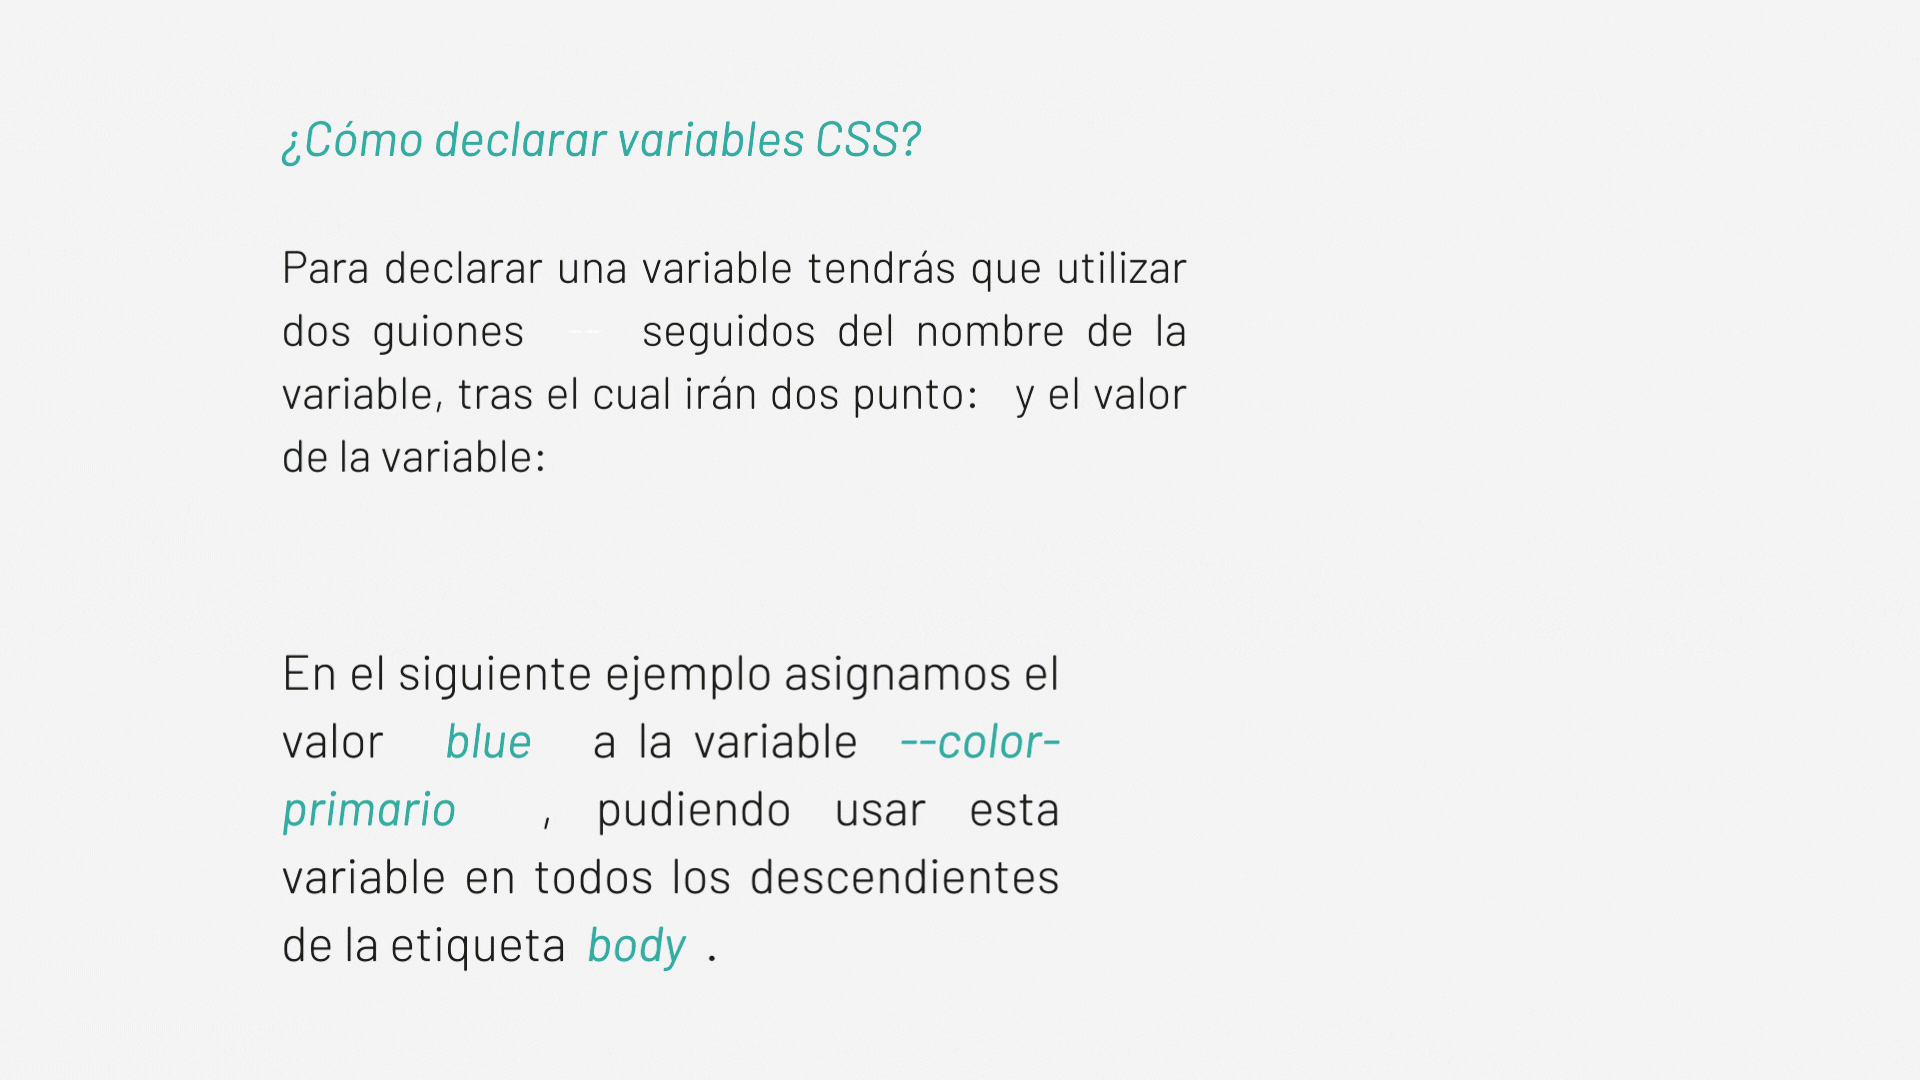 ¿Cómo declarar variables CSS?
Para declarar una variable tendrás que utilizar
dos guiones -- seguidos del nombre de la
variable, tras el cual irán dos punto: y el valor
de la variable:
En el siguiente ejemplo asignamos el
valor blue a la variable --color-
primario , pudiendo usar esta
variable en todos los descendientes
de la etiqueta body .